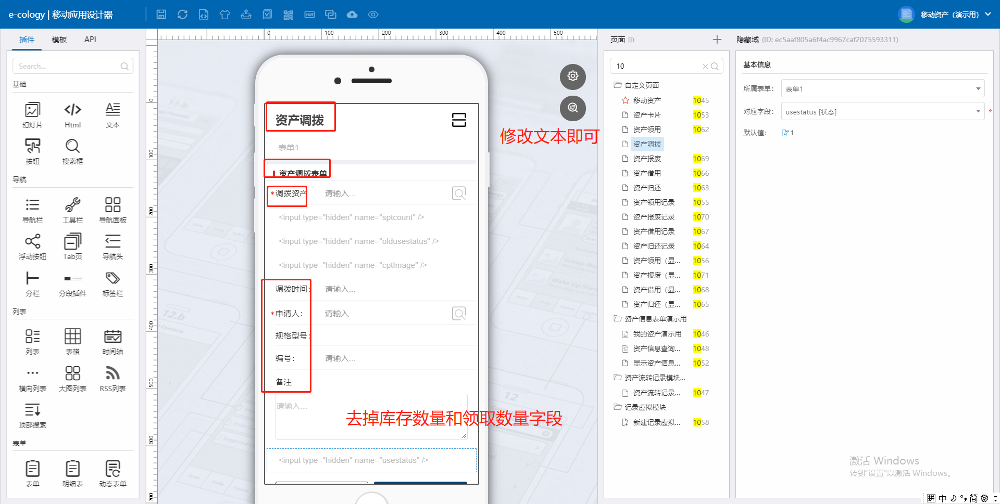 e-cology | 移动应用设计器
移动资产（演示用）
插件 模板 API
Search...
基础
幻灯片 Html 文本
按钮 搜索框
导航
导航栏 工具栏 导航面板
浮动按钮 Tab页 导航头
分栏 分段插件 标签栏
列表
列表 表格 时间轴
横向列表 大图列表 RSS列表
顶部搜索
表单
表单 明细表 动态表单
0 100 200 300 400 500
0
100
200
300
400
500
600
700
资产调拨
表单1
资产调拨表单
*调拨资产 请输入...
<input type="hidden" name="sptcount" />
<input type="hidden" name="oldusestatus" />
<input type="hidden" name="cptImage" />
调拨时间: 请输入...
*申请人: 请输入...
规格型号:
编号: 请输入...
备注
请输入...
<input type="hidden" name="usestatus" />
修改文本即可
去掉库存数量和领取数量字段
页面 ID
10
自定义页面
移动资产 1045
资产卡片 1053
资产领用 1062
资产调拨
资产报废 1069
资产借用 1066
资产归还 1063
资产领用记录 1055
资产报废记录 1070
资产借用记录 1067
资产归还记录 1064
资产领用（显... 1056
资产报废（显... 1071
资产借用（显... 1068
资产归还（显... 1065
资产信息表单演示用
我的资产演示用 1046
资产信息查询... 1048
显示资产信息... 1052
资产流转记录模块...
资产流转记录... 1047
记录虚拟模块
新建记录虚拟... 1058
隐藏域 (ID: ec5aaf805a6f4ac9967caf2075593311)
基本信息
所属表单: 表单1
对应字段: usestatus [状态] *
默认值: 1
激活 Windows
转到"设置"以激活 Windows。
拼 中 简